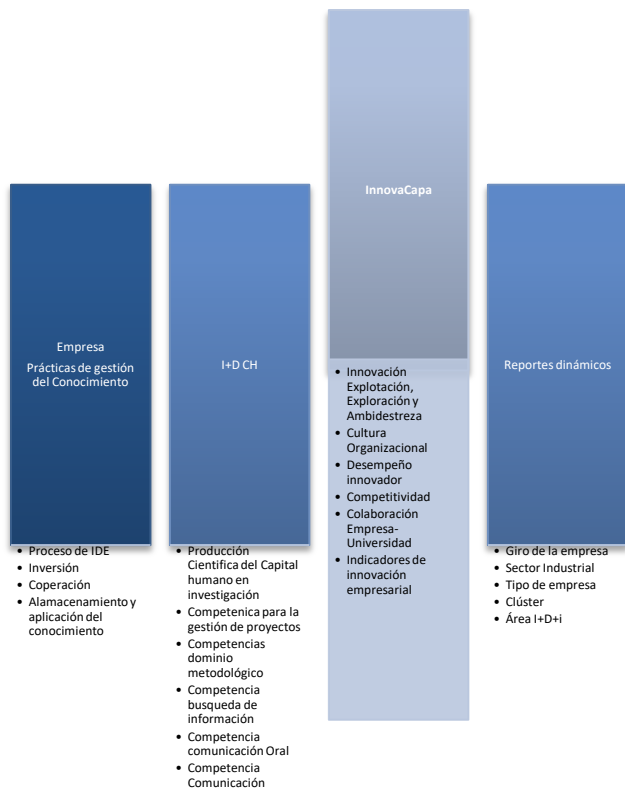 Empresa
Prácticas de gestión
del Conocimiento
• Proceso de IDE
• Inversión
• Coperación
• Alamacenamiento y
aplicación del
conocimiento
I+D CH
• Producción
Cientifica del Capital
humano en
investigación
• Competenica para la
gestión de proyectos
• Competencias
dominio
metodológico
• Competencia
busqueda de
información
• Competencia
comunicación Oral
• Competencia
Comunicación
InnovaCapa
• Innovación
Explotación,
Exploración y
Ambidestreza
• Cultura
Organizacional
• Desempeño
innovador
• Competitividad
• Colaboración
Empresa-
Universidad
• Indicadores de
innovación
empresarial
Reportes dinámicos
• Giro de la empresa
• Sector Industrial
• Tipo de empresa
• Clúster
• Área I+D+i